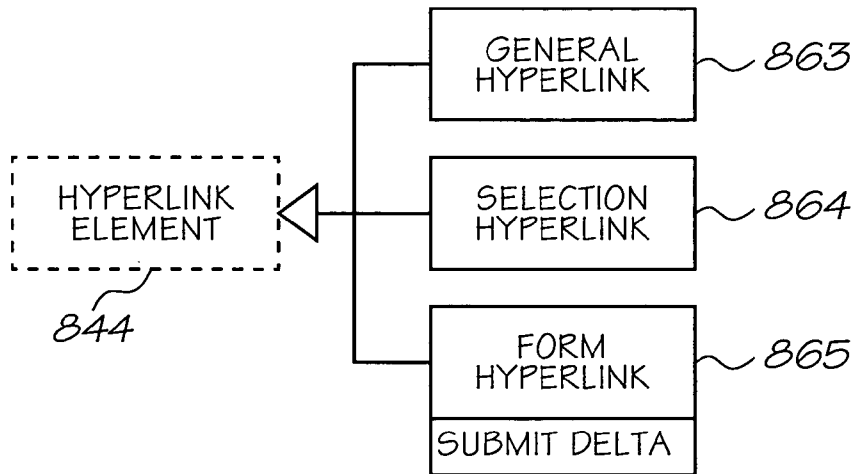 GENERAL
HYPERLINK
863
HYPERLINK
ELEMENT
844
SELECTION
HYPERLINK
864
FORM
HYPERLINK
865
SUBMIT DELTA